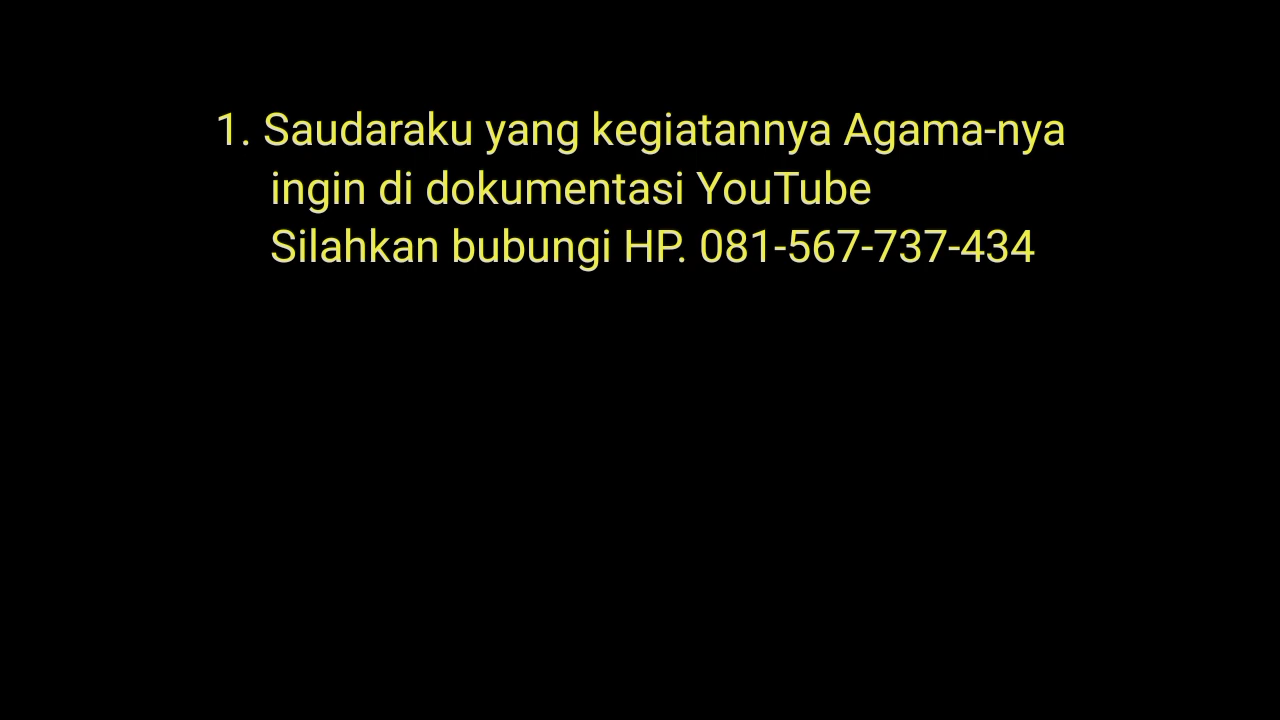 1. Saudaraku yang kegiatannya Agama-nya
ingin di dokumentasi YouTube
Silahkan bubungi HP. 081-567-737-434